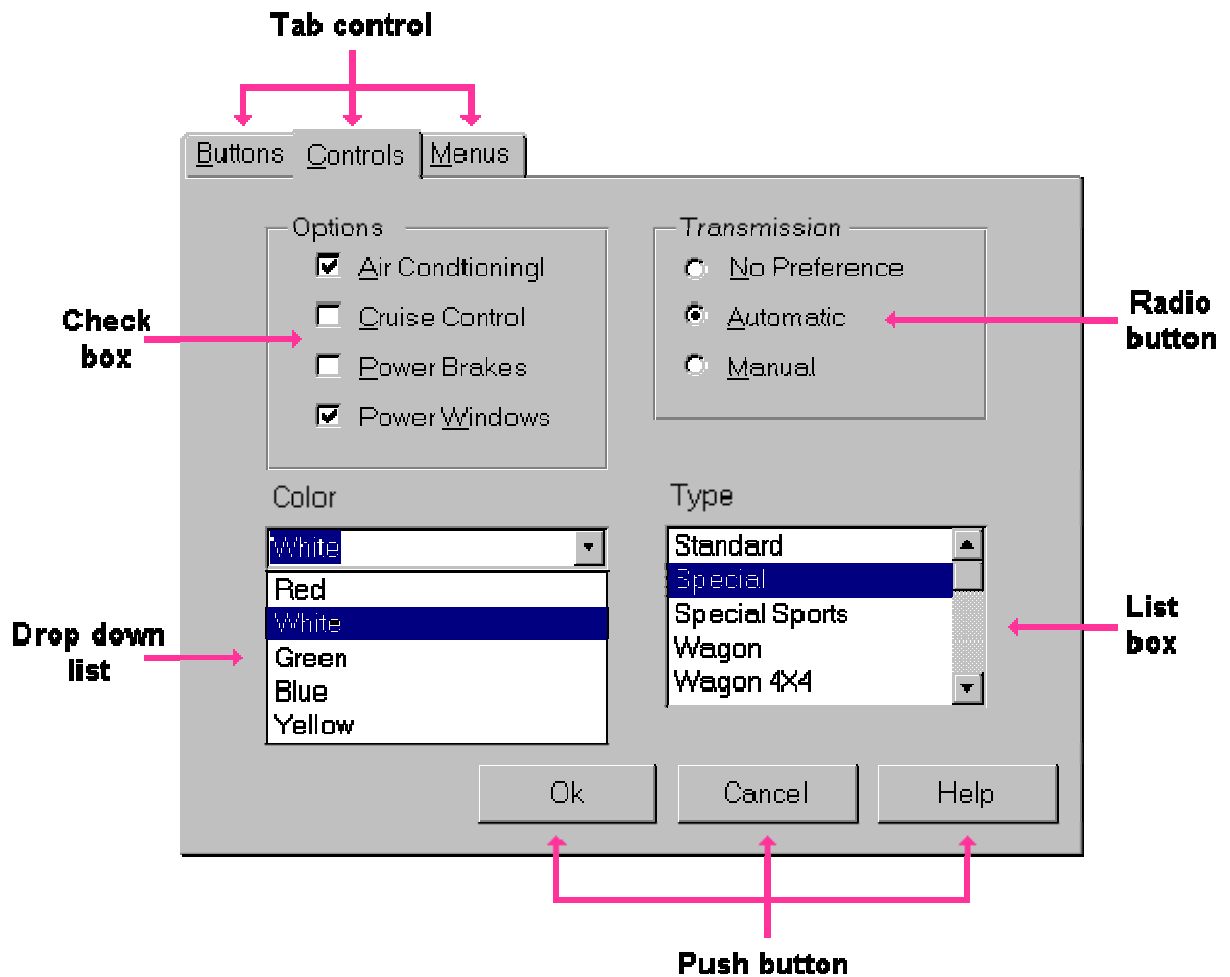 Tab control
Buttons Controls Menus
Options
Air Condtioningl
Cruise Control
Power Brakes
Power Windows
Check
box
Transmission
No Preference
Automatic
Manual
Radio
button
Color
White
Red
White
Green
Blue
Yellow
Drop down
list
Type
Standard
Special
Special Sports
Wagon
Wagon 4X4
List
box
Ok Cancel Help
Push button